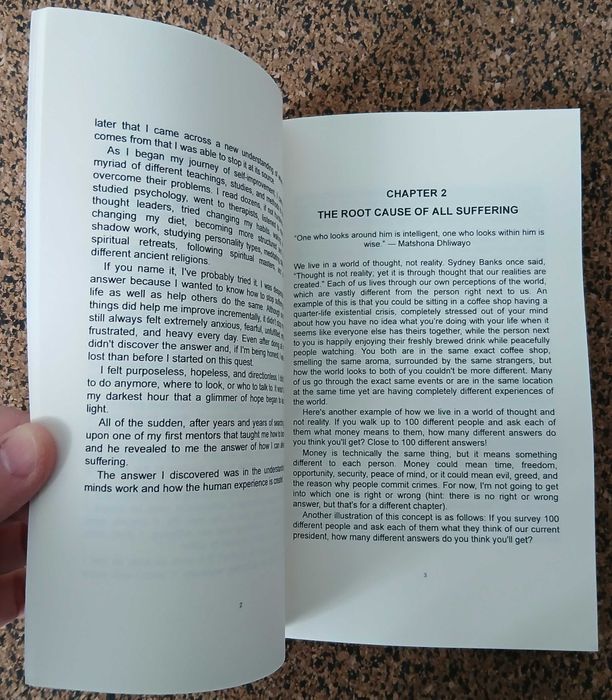 later that I came across a new understanding of
comes from that I was able to stop it at its source
As I began my journey of self-improvement, I
myriad of different teachings, studies, and methods
overcome their problems. I read dozens, if not
studied psychology, went to therapists, listened to
thought leaders, tried changing my habits,
changing my diet, becoming more structured
shadow work, studying personality types, meditating
spiritual retreats, following spiritual masters,
different ancient religions.
If you name it, I've probably tried it. I was desperate
answer because I wanted to know how to stop suffering
life as well as help others do the same. Although
things did help me improve incrementally, it didn't
still always felt extremely anxious, fearful, unfulfilled,
frustrated, and heavy every day. Even after doing
didn't discover the answer and, if I'm being honest,
lost than before I started on this quest.
I felt purposeless, hopeless, and directionless. I
to do anymore, where to look, or who to talk to. It
my darkest hour that a glimmer of hope began to
light.
All of the sudden, after years and years of
upon one of my first mentors that taught me how to
and he revealed to me the answer of how I can
suffering.
The answer I discovered was in the
minds work and how the human experience is created
2
CHAPTER 2
THE ROOT CAUSE OF ALL SUFFERING
"One who looks around him is intelligent, one who looks within him is
wise." — Matshona Dhliwayo
We live in a world of thought, not reality. Sydney Banks once said,
"Thought is not reality; yet it is through thought that our realities are
created." Each of us lives through our own perceptions of the world,
which are vastly different from the person right next to us. An
example of this is that you could be sitting in a coffee shop having a
quarter-life existential crisis, completely stressed out of your mind
about how you have no idea what you're doing with your life when it
seems like everyone else has theirs together, while the person next
to you is happily enjoying their freshly brewed drink while peacefully
people watching. You both are in the same exact coffee shop,
smelling the same aroma, surrounded by the same strangers, but
how the world looks to both of you couldn't be more different. Many
of us go through the exact same events or are in the same location
at the same time yet are having completely different experiences of
the world.
Here's another example of how we live in a world of thought and
not reality. If you walk up to 100 different people and ask each of
them what money means to them, how many different answers do
you think you'll get? Close to 100 different answers!
Money is technically the same thing, but it means something
different to each person. Money could mean time, freedom,
opportunity, security, peace of mind, or it could mean evil, greed, and
the reason why people commit crimes. For now, I'm not going to get
into which one is right or wrong (hint: there is no right or wrong
answer, but that's for a different chapter).
Another illustration of this concept is as follows: If you survey 100
different people and ask each of them what they think of our current
president, how many different answers do you think you'll get?
3